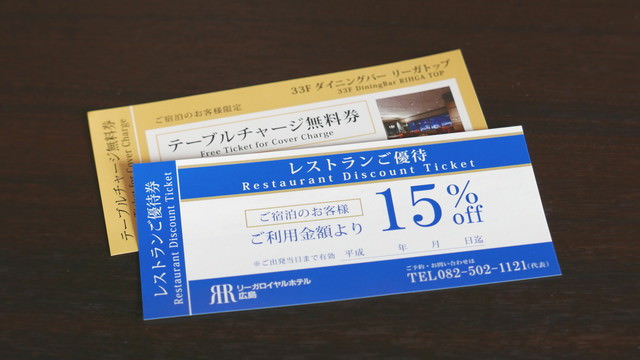 33F ダイニングバー リーガトップ
33F DiningBar RIHGA TOP
ご宿泊のお客様限定
テーブルチャージ無料券
Free Ticket for Cover Charge
テーブルチャージ無料券
Ticket for Cover Charge
レストランご優待
Restaurant Discount Ticket
レストランご優待券
Restaurant Discount Ticket
ご宿泊のお客様
ご利用金額より
15%
off
※ご出発当日まで有効 平成 年 月 日迄
リーガロイヤルホテル
広島
ご予約・お問い合わせは
TEL082-502-1121(代表)